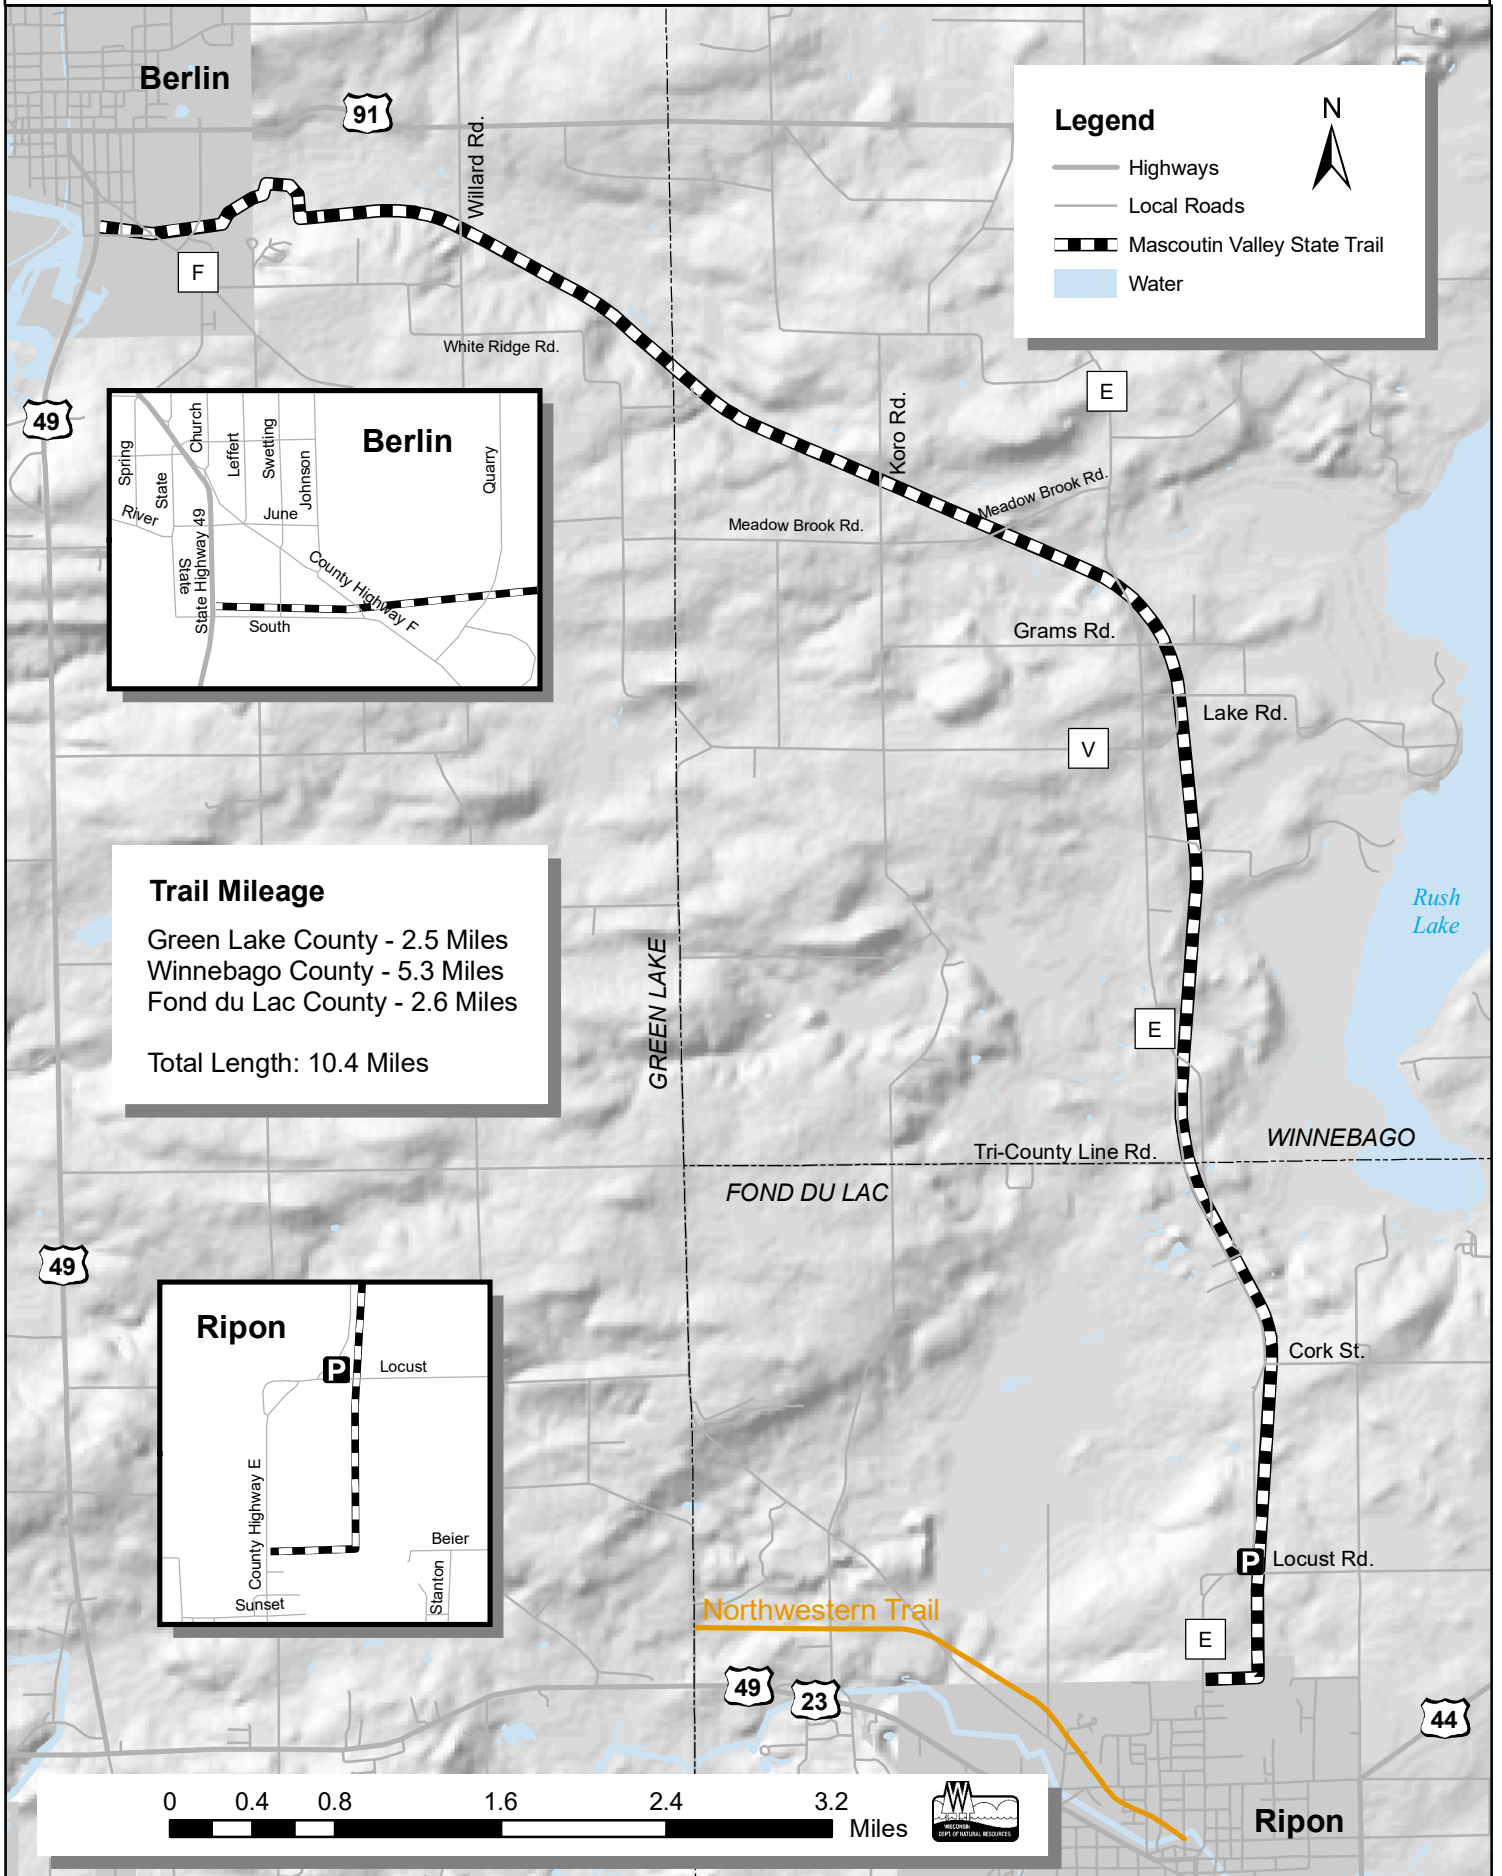 Berlin
91
Willard Rd.
Legend
N
Highways
Local Roads
Mascoutin Valley State Trail
Water
F
White Ridge Rd.
49
E
Koro Rd.
Meadow Brook Rd.
Meadow Brook Rd.
Berlin
Spring
State
Church
Leffert
Swetting
Johnson
Quarry
River
June
State
State Highway 49
County Highway F
South
Grams Rd.
Lake Rd.
V
Trail Mileage
Green Lake County - 2.5 Miles
Winnebago County - 5.3 Miles
Fond du Lac County - 2.6 Miles
Total Length: 10.4 Miles
Rush
Lake
GREEN LAKE
E
WINNEBAGO
Tri-County Line Rd.
FOND DU LAC
49
Ripon
P
Locust
County Highway E
Beier
Stanton
Sunset
Cork St.
P
Locust Rd.
Northwestern Trail
E
49
23
44
0 0.4 0.8 1.6 2.4 3.2
Miles
W
WISCONSIN
DEPT. OF NATURAL RESOURCES
Ripon